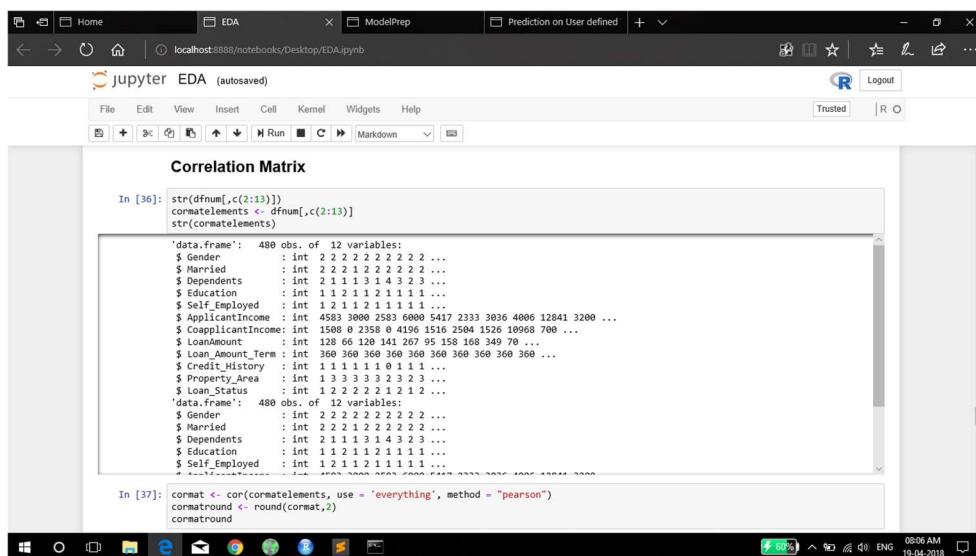 Home
EDA
ModelPrep
Prediction on User defined
localhost:8888/notebooks/Desktop/EDA.ipynb
jupyter EDA (autosaved)
R
Logout
File Edit View Insert Cell Kernel Widgets Help
Trusted
R
Run
Markdown
Correlation Matrix
In [36]: str(dfnum[,c(2:13)])
cormatelements <- dfnum[,c(2:13)]
str(cormatelements)
'data.frame': 480 obs. of 12 variables:
$ Gender : int 2 2 2 2 2 2 2 2 2 2 ...
$ Married : int 2 2 2 1 2 2 2 2 2 2 ...
$ Dependents : int 2 1 1 1 3 1 4 3 2 3 ...
$ Education : int 1 1 2 1 1 2 1 1 1 1 ...
$ Self_Employed : int 1 2 1 1 2 1 1 1 1 1 ...
$ ApplicantIncome : int 4583 3000 2583 6000 5417 2333 3036 4006 12841 3200 ...
$ CoapplicantIncome: int 1508 0 2358 0 4196 1516 2504 1526 10968 700 ...
$ LoanAmount : int 128 66 120 141 267 95 158 168 349 70 ...
$ Loan_Amount_Term : int 360 360 360 360 360 360 360 360 360 360 ...
$ Credit_History : int 1 1 1 1 1 1 0 1 1 1 ...
$ Property_Area : int 1 3 3 3 3 3 2 3 2 3 ...
$ Loan_Status : int 1 2 2 2 2 2 1 2 1 2 ...
'data.frame': 480 obs. of 12 variables:
$ Gender : int 2 2 2 2 2 2 2 2 2 2 ...
$ Married : int 2 2 2 1 2 2 2 2 2 2 ...
$ Dependents : int 2 1 1 1 3 1 4 3 2 3 ...
$ Education : int 1 1 2 1 1 2 1 1 1 1 ...
$ Self_Employed : int 1 2 1 1 2 1 1 1 1 1 ...
$ ApplicantIncome : int 4583 3000 2583 6000 5417 2333 3036 4006 12841 3200
In [37]: cormat <- cor(cormatelements, use = 'everything', method = "pearson")
cormatround <- round(cormat,2)
cormatround
60%
ENG
08:06 AM
19-04-2018